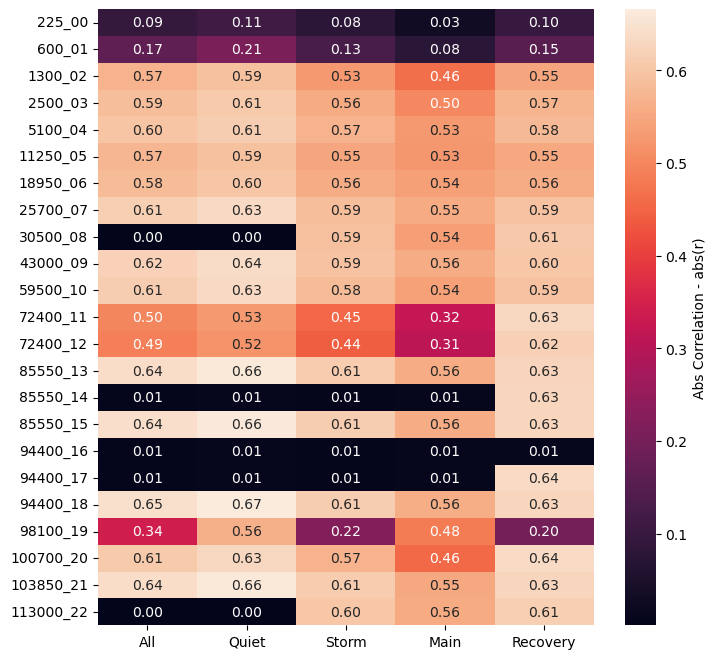 225_00 0.09 0.11 0.08 0.03 0.10
600_01 0.17 0.21 0.13 0.08 0.15
1300_02 0.57 0.59 0.53 0.46 0.55
2500_03 0.59 0.61 0.56 0.50 0.57
5100_04 0.60 0.61 0.57 0.53 0.58
11250_05 0.57 0.59 0.55 0.53 0.55
18950_06 0.58 0.60 0.56 0.54 0.56
25700_07 0.61 0.63 0.59 0.55 0.59
30500_08 0.00 0.00 0.59 0.54 0.61
43000_09 0.62 0.64 0.59 0.56 0.60
59500_10 0.61 0.63 0.58 0.54 0.59
72400_11 0.50 0.53 0.45 0.32 0.63
72400_12 0.49 0.52 0.44 0.31 0.62
85550_13 0.64 0.66 0.61 0.56 0.63
85550_14 0.01 0.01 0.01 0.01 0.63
85550_15 0.64 0.66 0.61 0.56 0.63
94400_16 0.01 0.01 0.01 0.01 0.01
94400_17 0.01 0.01 0.01 0.01 0.64
94400_18 0.65 0.67 0.61 0.56 0.63
98100_19 0.34 0.56 0.22 0.48 0.20
100700_20 0.61 0.63 0.57 0.46 0.64
103850_21 0.64 0.66 0.61 0.55 0.63
113000_22 0.00 0.00 0.60 0.56 0.61
All Quiet Storm Main Recovery
0.6
0.5
0.4
0.3
0.2
0.1
Abs Correlation - abs(r)